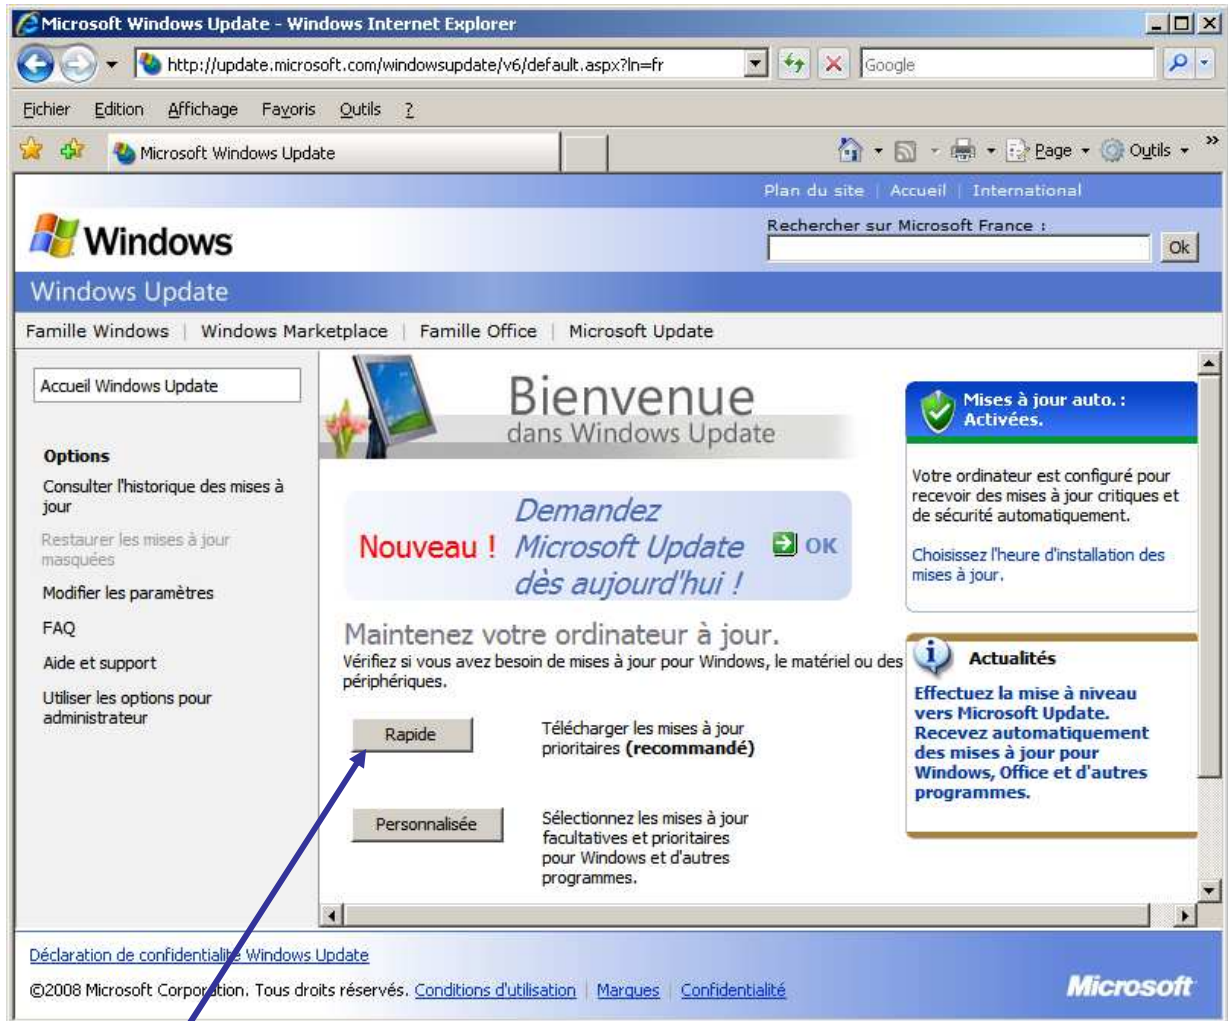 Microsoft Windows Update - Windows Internet Explorer
http://update.microsoft.com/windowsupdate/v6/default.aspx?ln=fr
Google
Fichier Edition Affichage Favoris Outils ?
Microsoft Windows Update
Page Outils »
Plan du site | Accueil | International
Windows
Rechercher sur Microsoft France :
Ok
Windows Update
Famille Windows | Windows Marketplace | Famille Office | Microsoft Update
Accueil Windows Update
Options
Consulter l'historique des mises à
jour
Restaurer les mises à jour
masquées
Modifier les paramètres
FAQ
Aide et support
Utiliser les options pour
administrateur
Bienvenue
dans Windows Update
Nouveau !
Demandez
Microsoft Update
dès aujourd'hui !
OK
Maintenez votre ordinateur à jour.
Vérifiez si vous avez besoin de mises à jour pour Windows, le matériel ou des
périphériques.
Rapide
Télécharger les mises à jour
prioritaires (recommandé)
Personnalisée
Sélectionnez les mises à jour
facultatives et prioritaires
pour Windows et d'autres
programmes.
Mises à jour auto. :
Activées.
Votre ordinateur est configuré pour
recevoir des mises à jour critiques et
de sécurité automatiquement.
Choisissez l'heure d'installation des
mises à jour.
Actualités
Effectuez la mise à niveau
vers Microsoft Update.
Recevez automatiquement
des mises à jour pour
Windows, Office et d'autres
programmes.
Déclaration de confidentialité Windows Update
©2008 Microsoft Corporation. Tous droits réservés. Conditions d'utilisation | Marques | Confidentialité
Microsoft